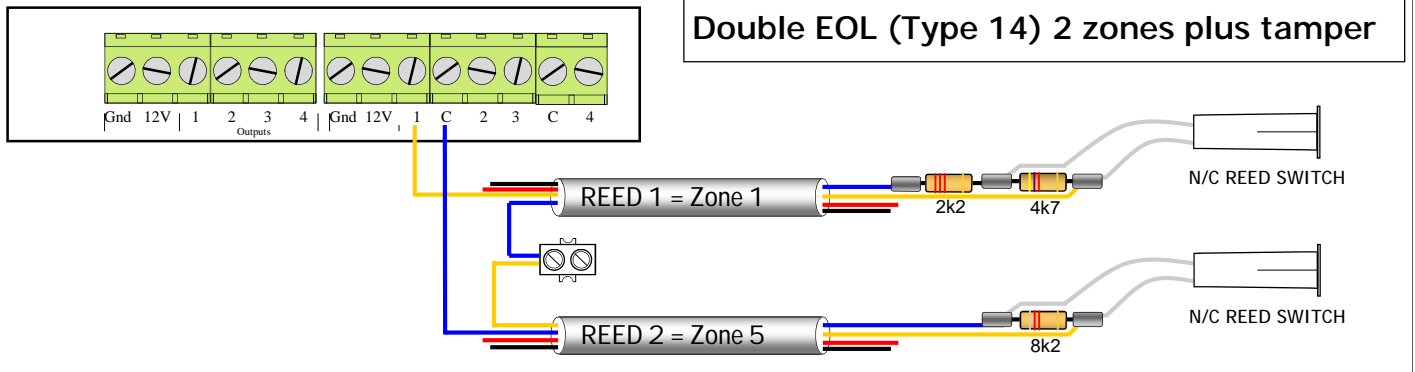 Double EOL (Type 14) 2 zones plus tamper
Gnd 12V 1 2 3 4 Gnd 12V 1 C 2 3 C 4
Outputs
REED 1 = Zone 1
2k2
4k7
N/C REED SWITCH
REED 2 = Zone 5
8k2
N/C REED SWITCH